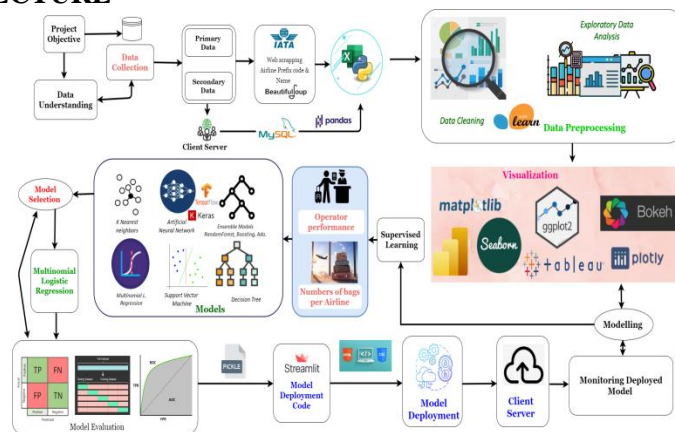 Project
Objective
Data
Collection
Data
Understanding
Primary
Data
Secondary
Data
Client Server
IATA
Web scrapping
Airline Prefix code &
Name
Beautifulsoup
MySQL
pandas
Exploratory Data
Analysis
Data Cleaning
learn
Data Preprocessing
Visualization
matplotlib
Seaborn
ggplot2
Bokeh
+ableau
plotly
Modelling
Supervised
Learning
Operator
performance
Numbers of bags
per Airline
K Nearest
neighbors
Artificial
Neural Network
TensorFlow
K Keras
Ensemble Models
RandomForest, Boosting, Ada.
Multinomial L.
Regression
Support Vector
Machine
Decision Tree
Models
Model
Selection
Multinomial
Logistic
Regression
TP
FN
FP
TN
Model Evaluation
PICKLE
Streamlit
Model
Deployment
Code
Model
Deployment
Client
Server
Monitoring Deployed
Model